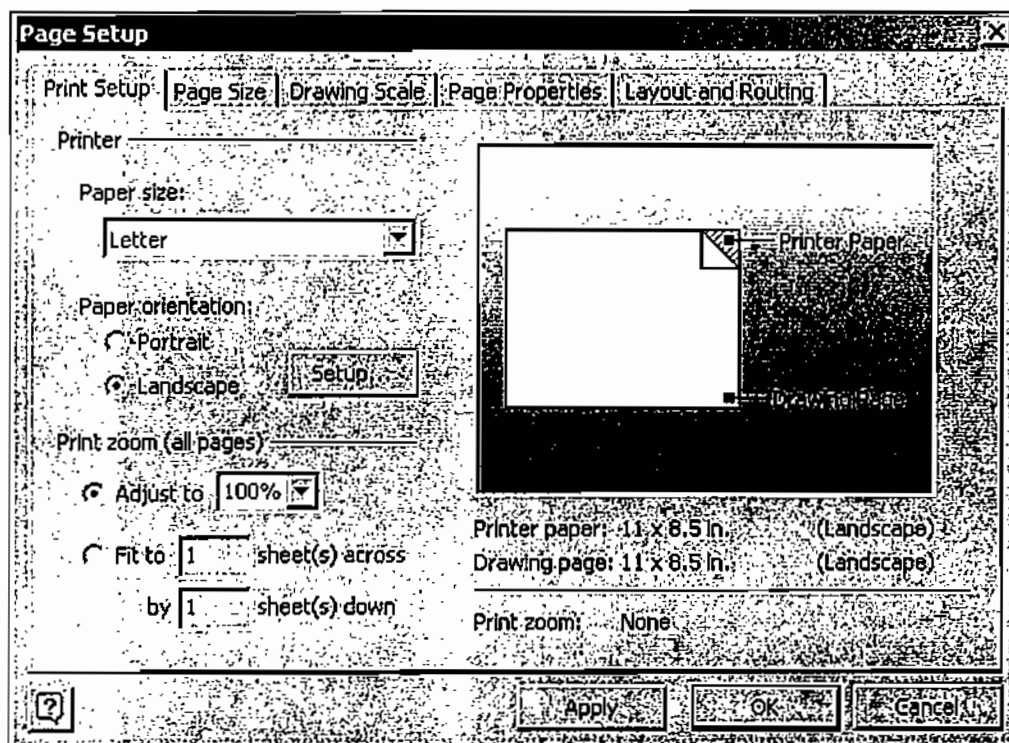 Page Setup
Print Setup Page Size Drawing Scale Page Properties Layout and Routing
Printer
Paper size:
Letter
Paper orientation:
Portrait
Landscape
Setup...
Print zoom (all pages)
Adjust to 100%
Fit to 1 sheet(s) across
by 1 sheet(s) down
Printer Paper
Drawing Page
Printer paper: 11 x 8.5 in. (Landscape)
Drawing page: 11 x 8.5 in. (Landscape)
Print zoom: None
? Apply OK Cancel